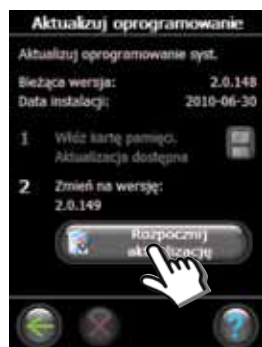 Aktualizuj oprogramowanie
Aktualizuj oprogramowanie syst.
Bieżąca wersja: 2.0.148
Data instalacji: 2010-06-30
1 Włóż kartę pamięci.
Aktualizacja dostępna
2 Zmień na wersję:
2.0.149
Rozpocznij
aktualizację
?